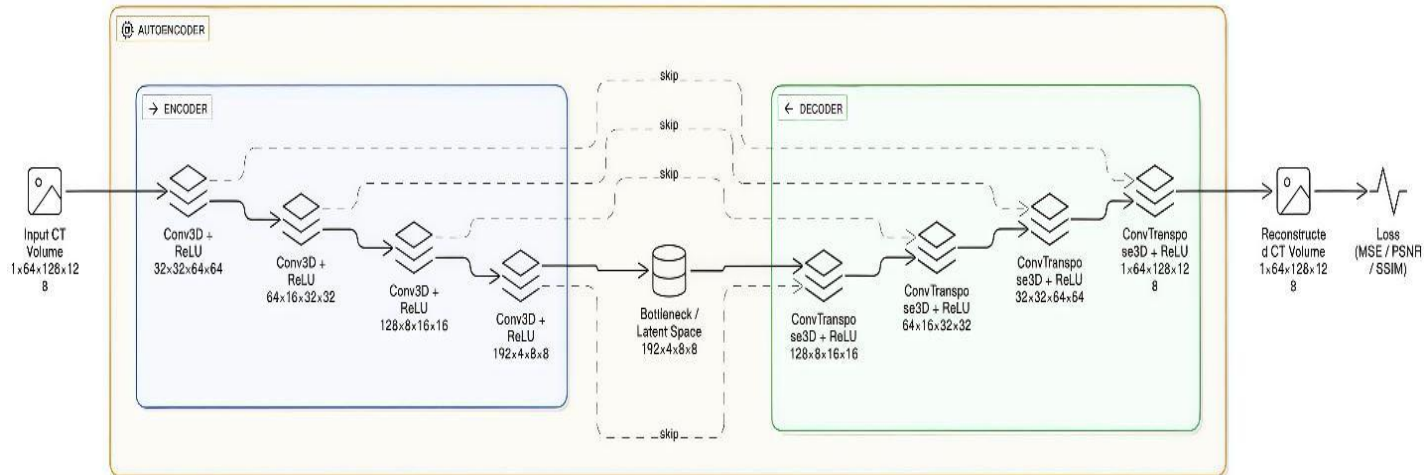 AUTOENCODER
skip
→ ENCODER
← DECODER
skip
skip
Input CT
Volume
1×64×128×12
8
Conv3D +
ReLU
32×32×64×64
Conv3D +
ReLU
64×16×32×32
Conv3D +
ReLU
128×8×16×16
Conv3D +
ReLU
192×4×8×8
Bottleneck /
Latent Space
192×4×8×8
ConvTranspo
se3D + ReLU
128×8×16×16
ConvTranspo
se3D + ReLU
64×16×32×32
ConvTranspo
se3D + ReLU
32×32×64×64
ConvTranspo
se3D + ReLU
1×64×128×12
8
Reconstructe
d CT Volume
1×64×128×12
8
Loss
(MSE / PSNR
/ SSIM)
skip